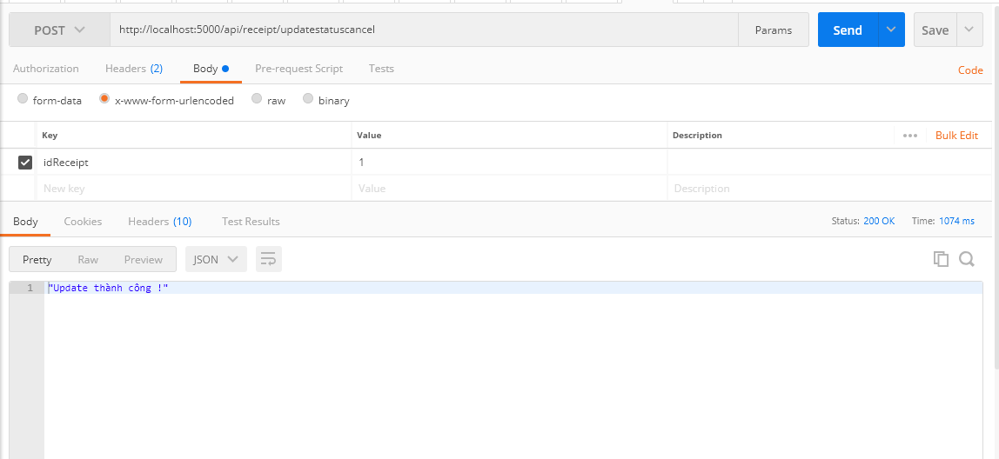 POST http://localhost:5000/api/receipt/updatestatuscancel Params Send Save
Authorization Headers (2) Body Pre-request Script Tests Code
form-data x-www-form-urlencoded raw binary
Key Value Description ••• Bulk Edit
idReceipt 1
New key Value Description
Body Cookies Headers (10) Test Results Status: 200 OK Time: 1074 ms
Pretty Raw Preview JSON
1 "Update thành công !"